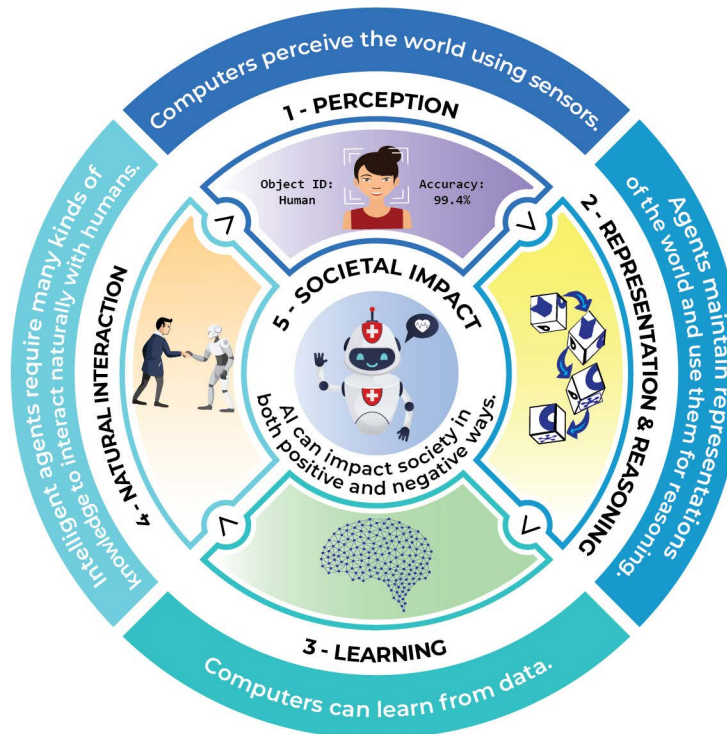 Computers perceive the world using sensors.
1 - PERCEPTION
Object ID:
Human
Accuracy:
99.4%
Agents maintain representations
of the world and use them for reasoning.
2 - REPRESENTATION & REASONING
3 - LEARNING
Computers can learn from data.
Intelligent agents require many kinds of
knowledge to interact naturally with humans.
4 - NATURAL INTERACTION
5 - SOCIETAL IMPACT
AI can impact society in
both positive and negative ways.